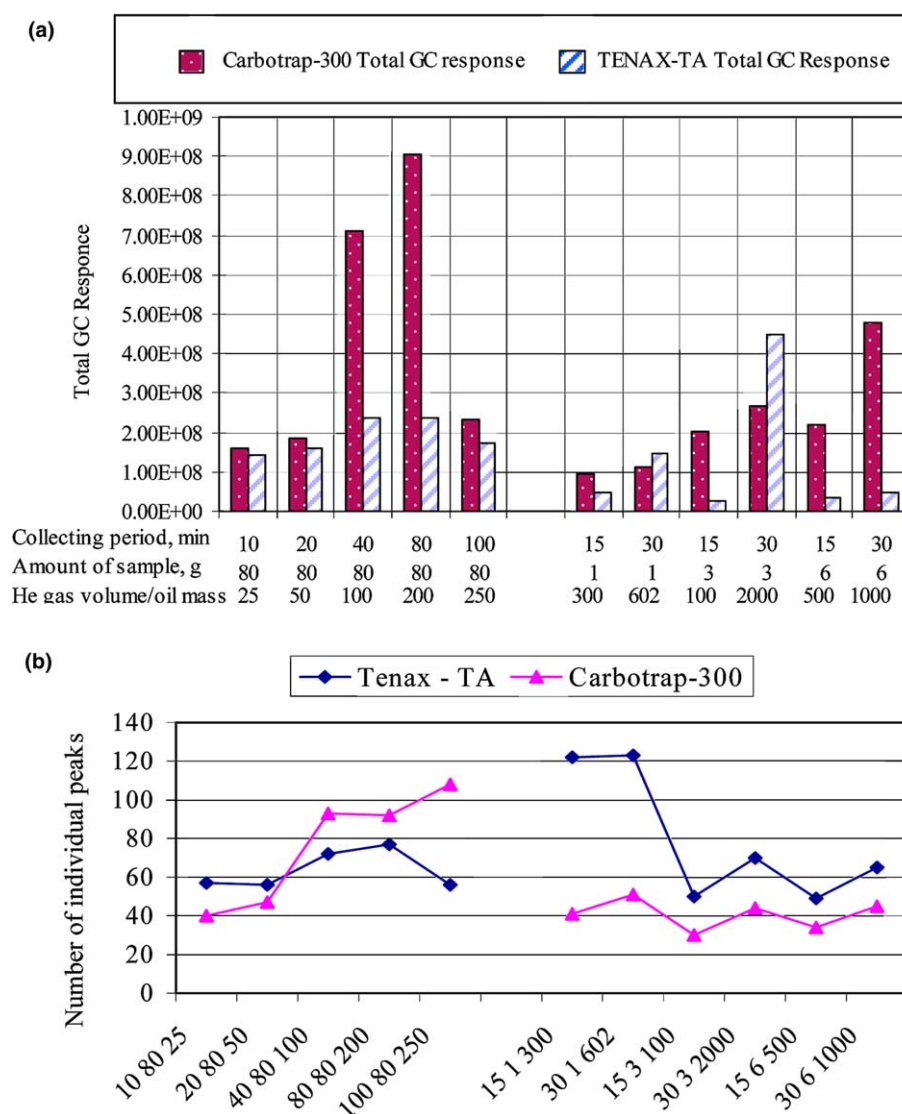 (a)
Carbotrap-300 Total GC response TENAX-TA Total GC Response
1.00E+09
9.00E+08
8.00E+08
7.00E+08
6.00E+08
5.00E+08
4.00E+08
3.00E+08
2.00E+08
1.00E+08
0.00E+00
Total GC Responce
Collecting period, min 10 20 40 80 100 15 30 15 30 15 30
Amount of sample, g 80 80 80 80 80 1 1 3 3 6 6
He gas volume/oil mass 25 50 100 200 250 300 602 100 2000 500 1000
(b)
Tenax - TA Carbotrap-300
140
120
100
80
60
40
20
0
Number of individual peaks
10 80 25
20 80 50
40 80 100
80 80 200
100 80 250
15 1 300
30 1 602
15 3 100
30 3 2000
15 6 500
30 6 1000